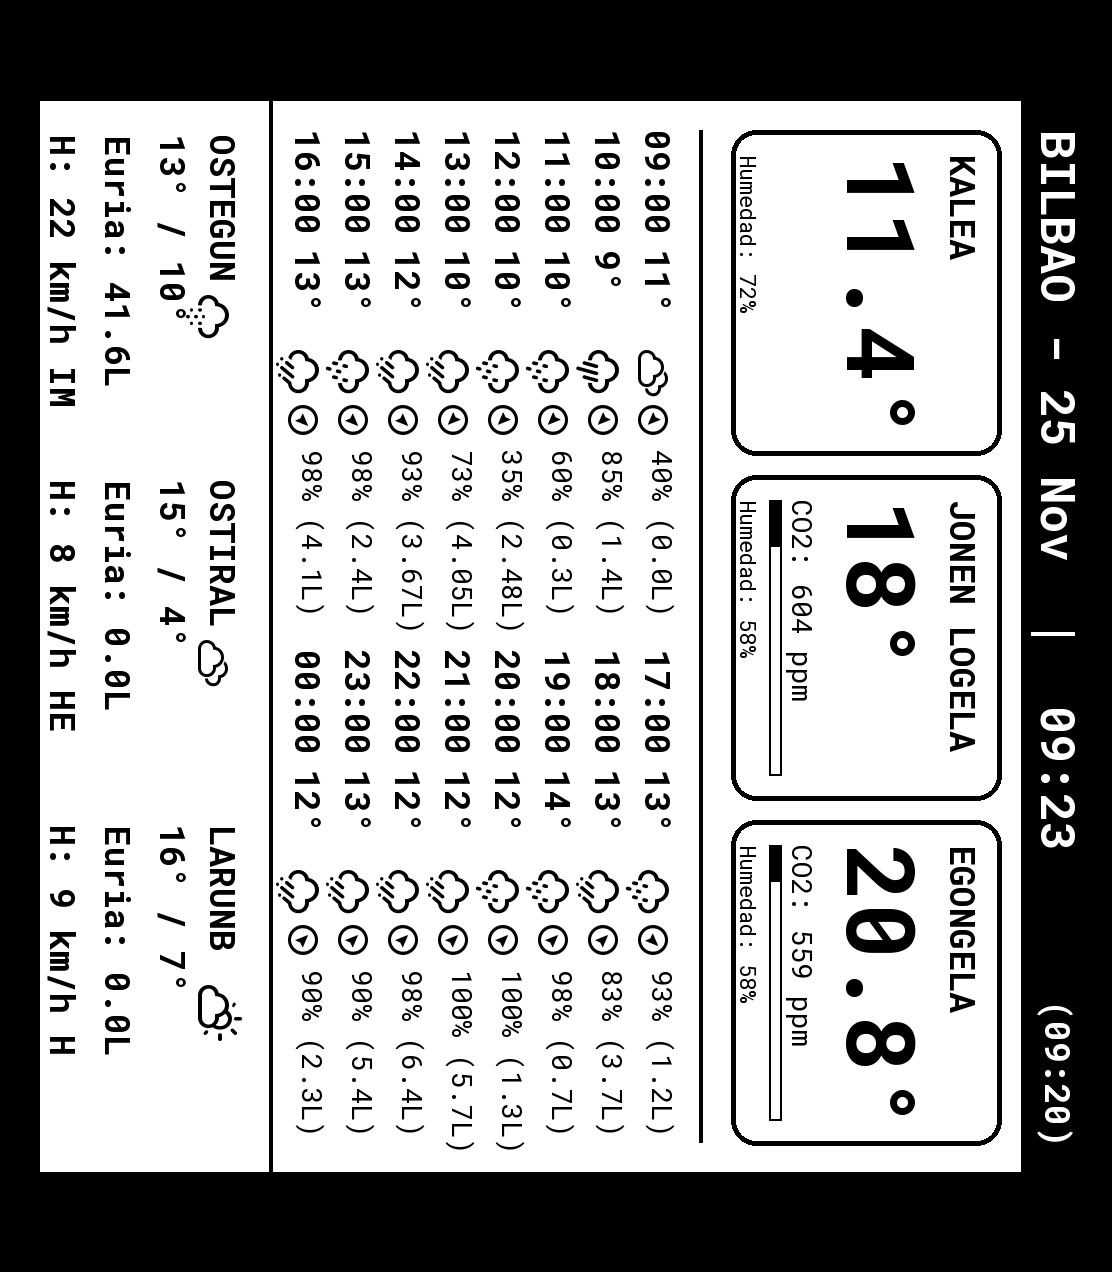 BILBAO - 25 Nov | 09:23 (09:20)
KALEA
11.4°
Humedad: 72%
JONEN LOGELA
18°
CO2: 604 ppm
Humedad: 58%
EGONGELA
20.8°
CO2: 559 ppm
Humedad: 58%
09:00 11° 40% (0.0L)
10:00 9° 85% (1.4L)
11:00 10° 60% (0.3L)
12:00 10° 35% (2.48L)
13:00 10° 73% (4.05L)
14:00 12° 93% (3.67L)
15:00 13° 98% (2.4L)
16:00 13° 98% (4.1L)
17:00 13° 93% (1.2L)
18:00 13° 83% (3.7L)
19:00 14° 98% (0.7L)
20:00 12° 100% (1.3L)
21:00 12° 100% (5.7L)
22:00 12° 98% (6.4L)
23:00 13° 90% (5.4L)
00:00 12° 90% (2.3L)
OSTEGUN
13° / 10°
Euria: 41.6L
H: 22 km/h IM
OSTIRAL
15° / 4°
Euria: 0.0L
H: 8 km/h HE
LARUNB
16° / 7°
Euria: 0.0L
H: 9 km/h H